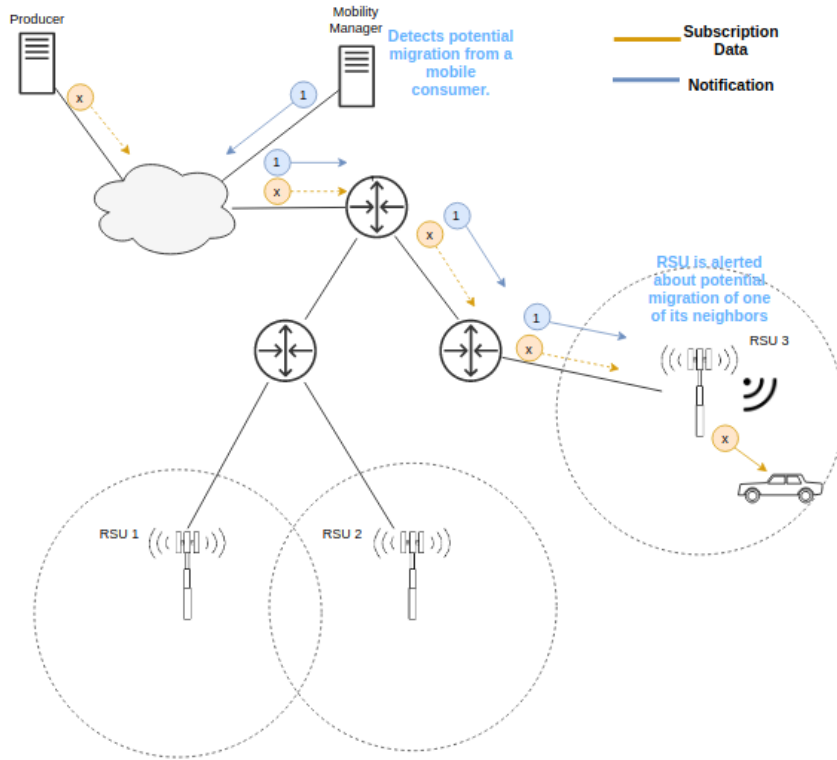 Producer
Mobility
Manager
Detects potential
migration from a
mobile
consumer.
Subscription
Data
Notification
x
1
1
x
1
x
RSU is alerted
about potential
migration of one
of its neighbors
1
x
RSU 3
x
RSU 1
RSU 2